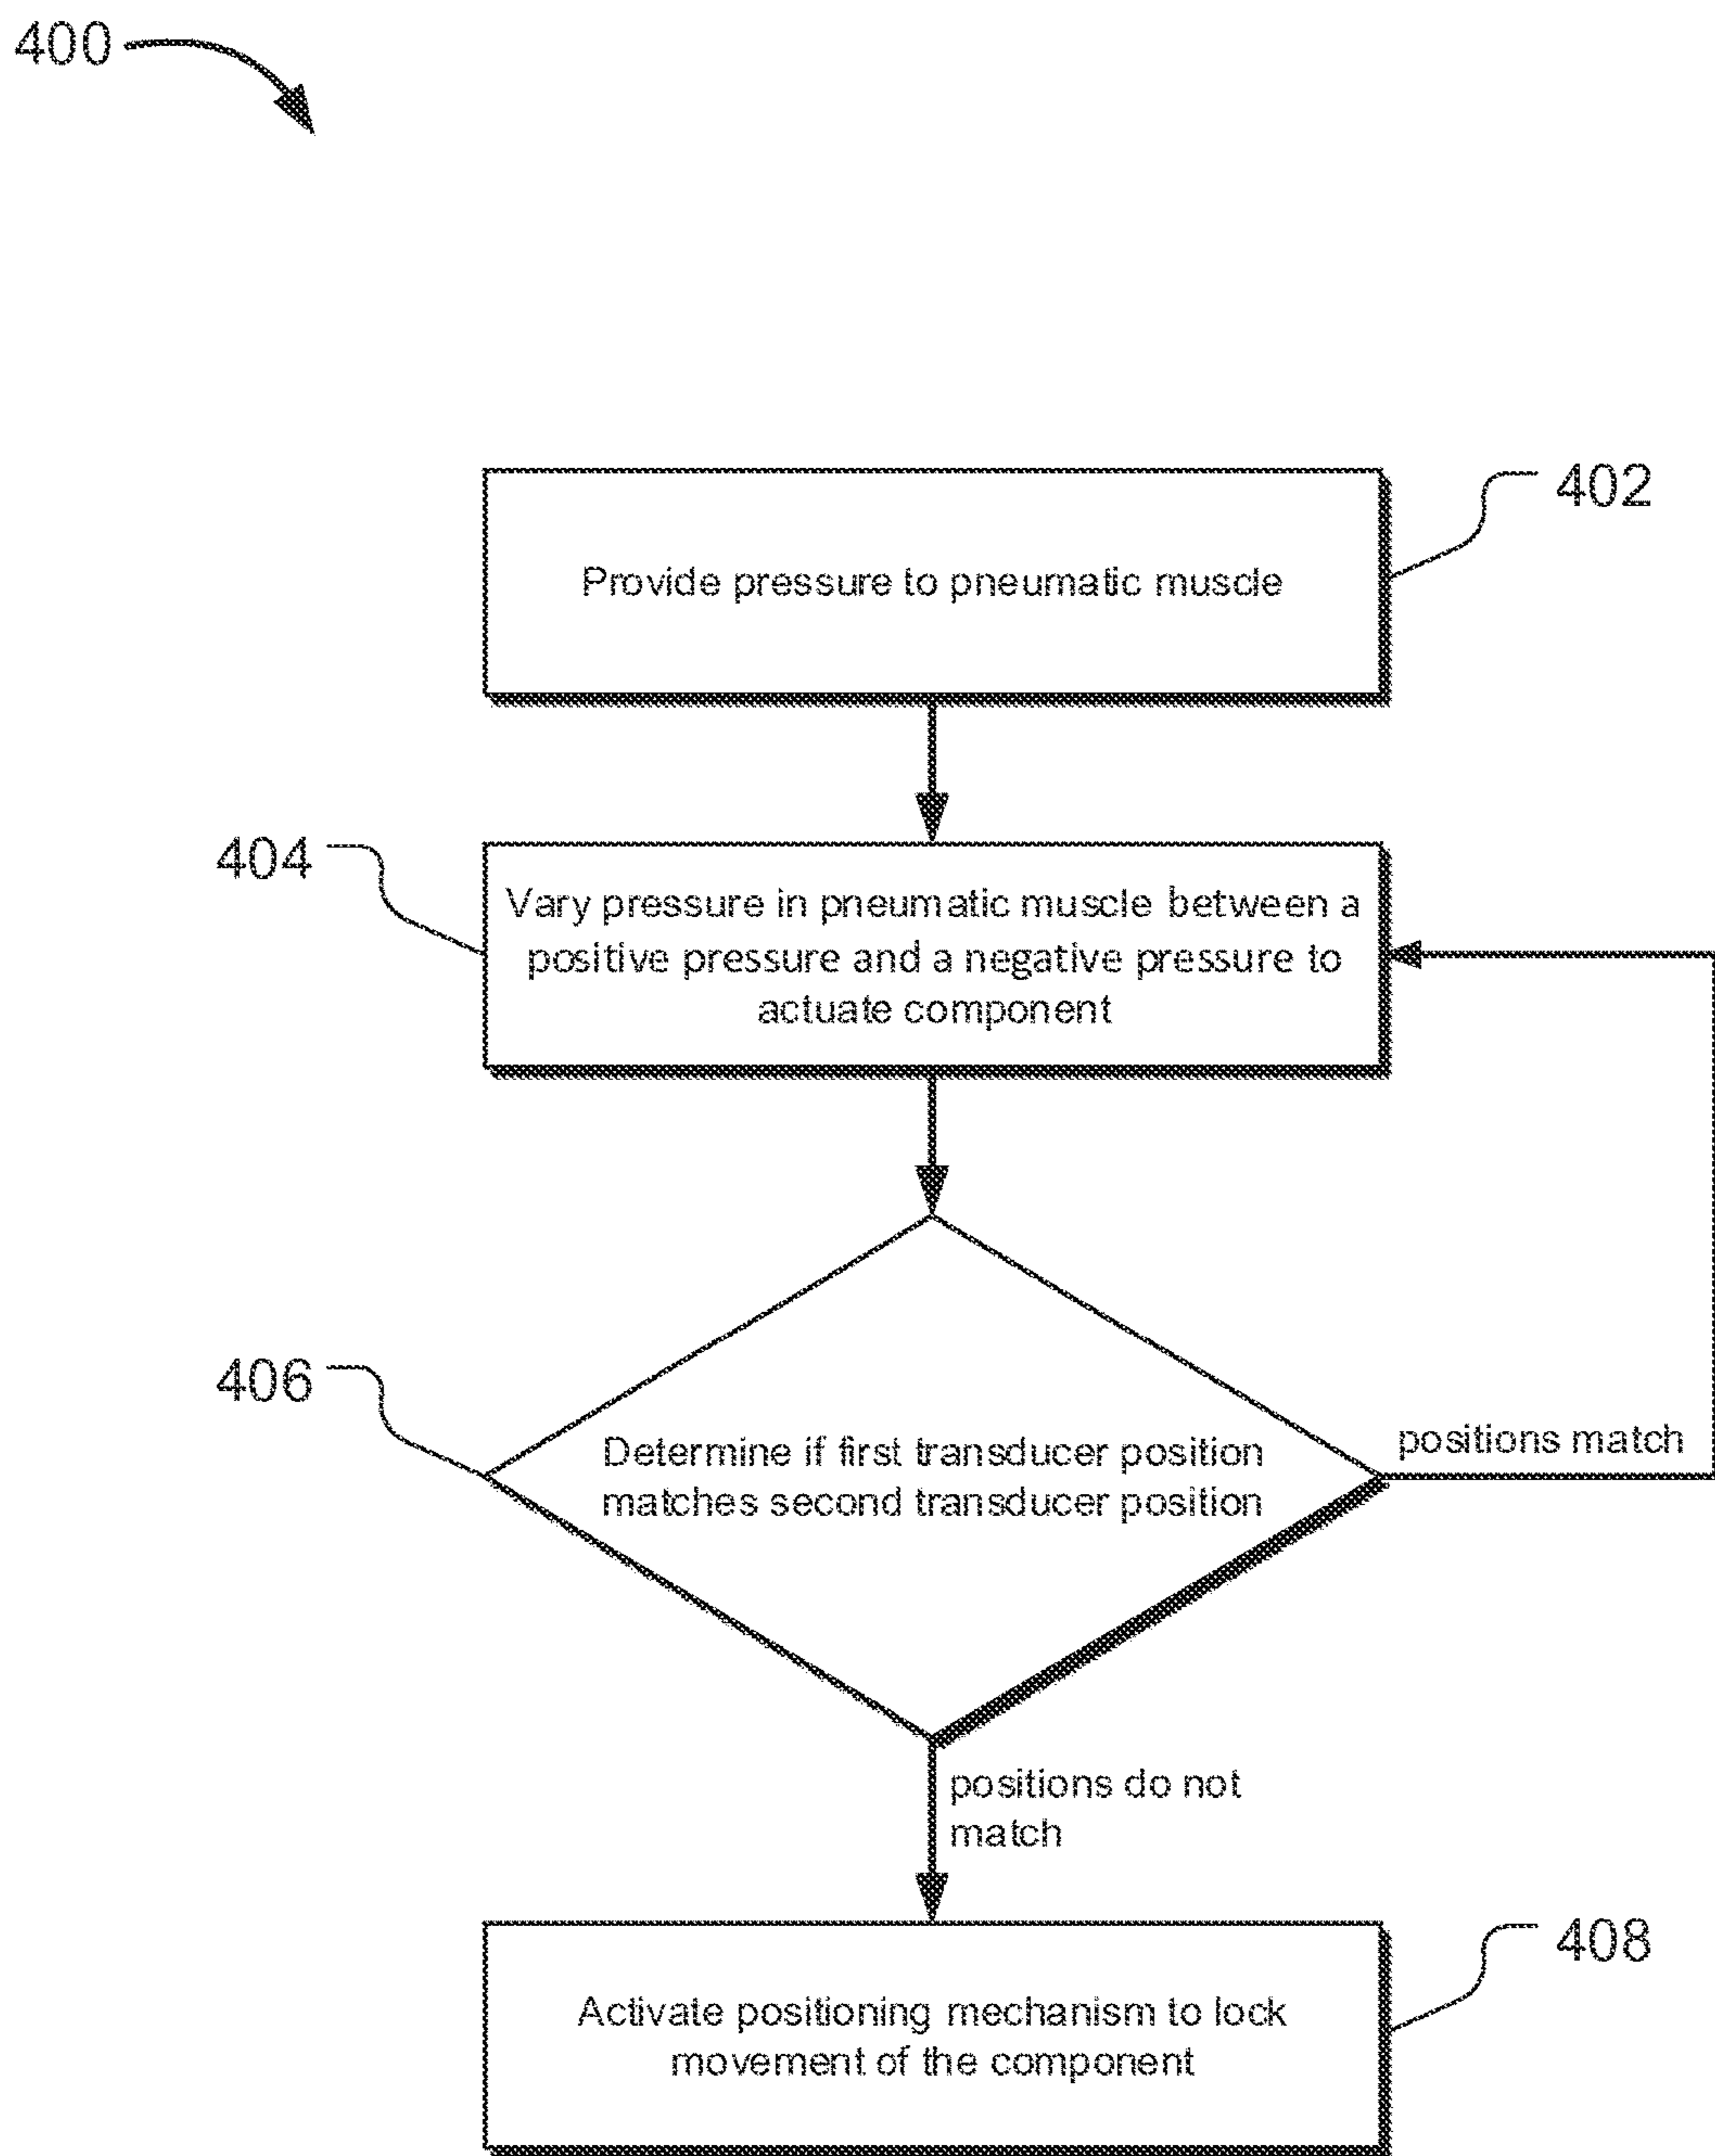 400
402
Provide pressure to pneumatic muscle
404
Vary pressure in pneumatic muscle between a
positive pressure and a negative pressure to
actuate component
406
Determine if first transducer position
matches second transducer position
positions match
positions do not
match
408
Activate positioning mechanism to lock
movement of the component